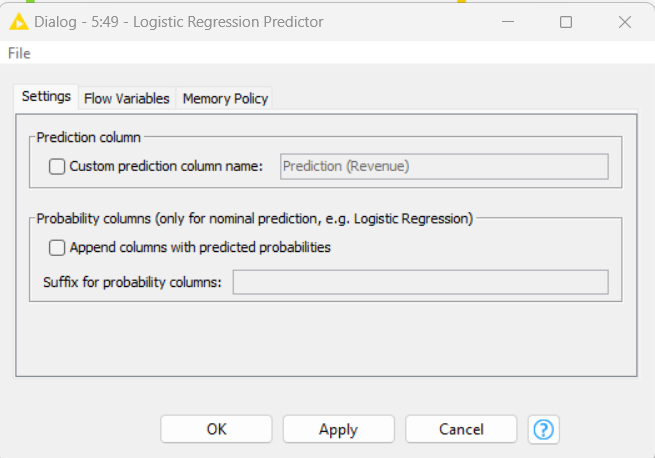 Dialog - 5:49 - Logistic Regression Predictor
File
Settings Flow Variables Memory Policy
Prediction column
Custom prediction column name: Prediction (Revenue)
Probability columns (only for nominal prediction, e.g. Logistic Regression)
Append columns with predicted probabilities
Suffix for probability columns:
OK Apply Cancel ?